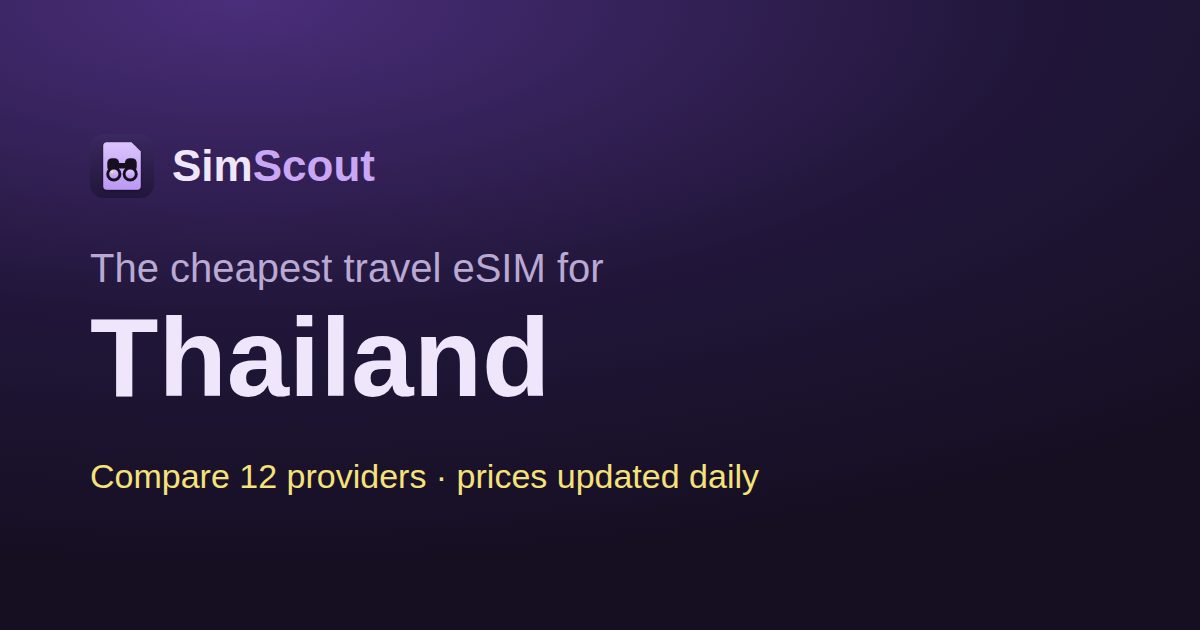 SimScout
The cheapest travel eSIM for
Thailand
Compare 12 providers · prices updated daily